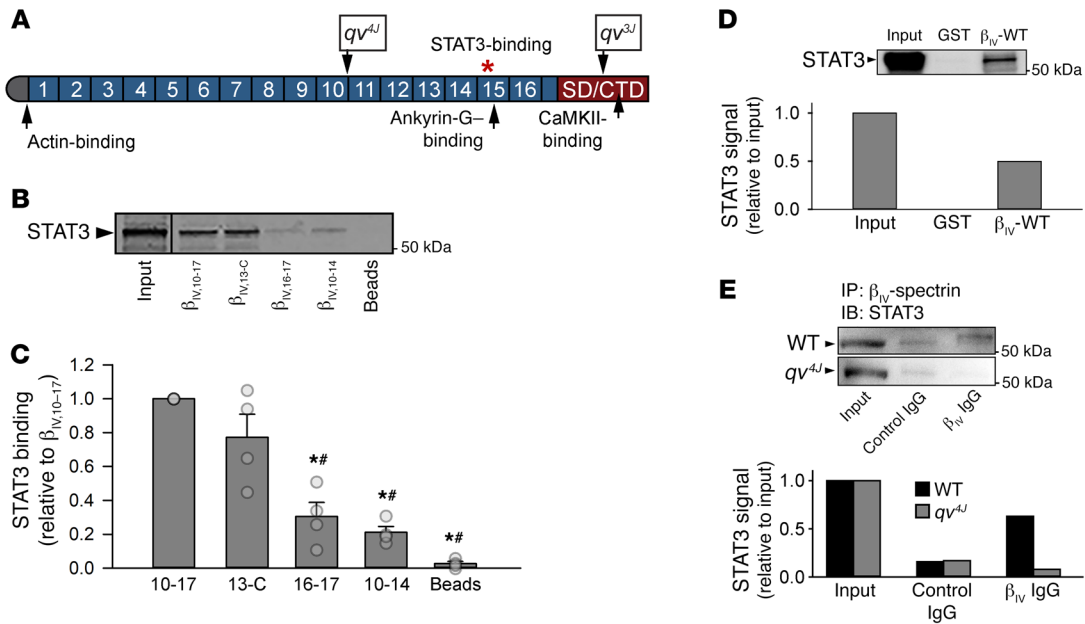 A
qv4J
qv3J
STAT3-binding
*
1 2 3 4 5 6 7 8 9 10 11 12 13 14 15 16 SD/CTD
Actin-binding
Ankyrin-G–
binding
CaMKII-
binding
B
STAT3
50 kDa
Input
βIV,10-17
βIV,13-C
βIV,16-17
βIV,10-14
Beads
C
STAT3 binding
(relative to βIV,10–17)
1.2
1.0
0.8
0.6
0.4
0.2
0.0
*#
*#
*#
10-17 13-C 16-17 10-14 Beads
D
Input GST βIV-WT
STAT3
50 kDa
STAT3 signal
(relative to input)
1.0
0.5
0.0
Input GST βIV-WT
E
IP: βIV-spectrin
IB: STAT3
WT
50 kDa
qv4J
50 kDa
Input
Control IgG
βIV IgG
STAT3 signal
(relative to input)
1.0
0.5
0.0
WT
qv4J
Input Control βIV IgG
IgG